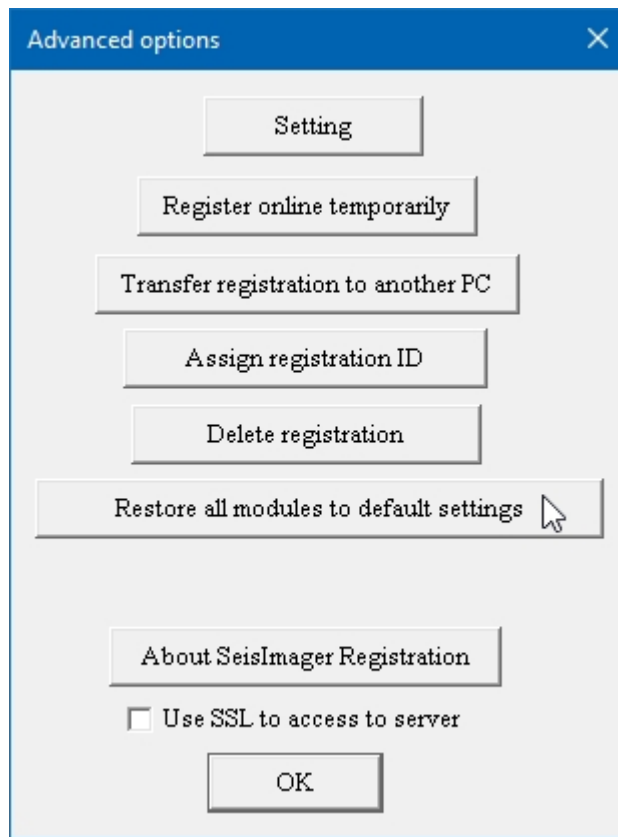 Advanced options
Setting
Register online temporarily
Transfer registration to another PC
Assign registration ID
Delete registration
Restore all modules to default settings
About SeisImager Registration
Use SSL to access to server
OK